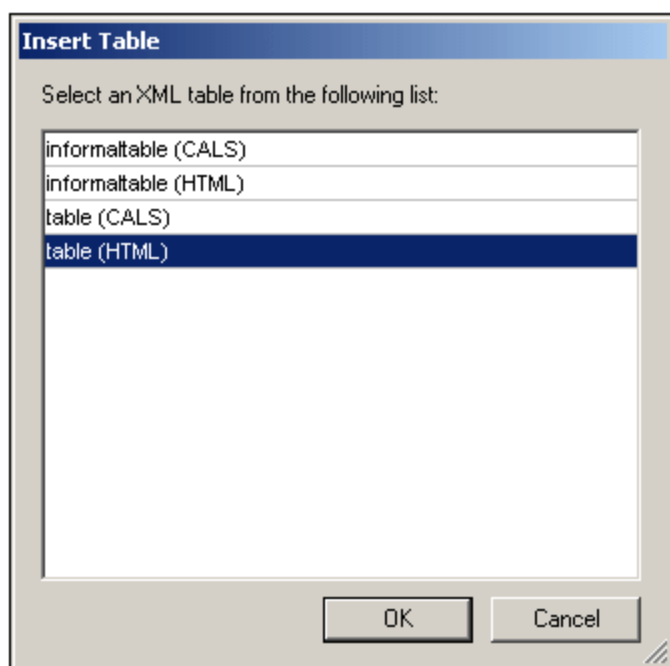 Insert Table
Select an XML table from the following list:
informaltable (CALS)
informaltable (HTML)
table (CALS)
table (HTML)
OK
Cancel